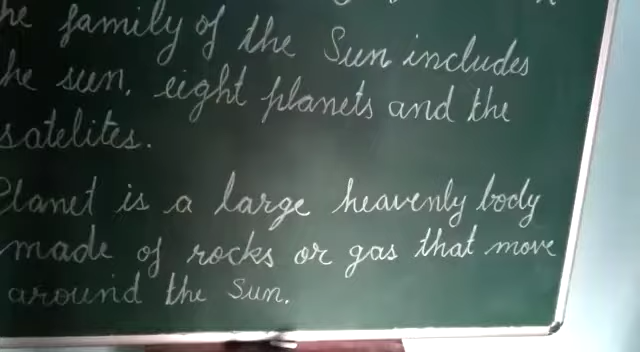 he family of the Sun includes
he sun, eight planets and the
satelites.
Planet is a large heavenly body
made of rocks or gas that move
around the Sun.